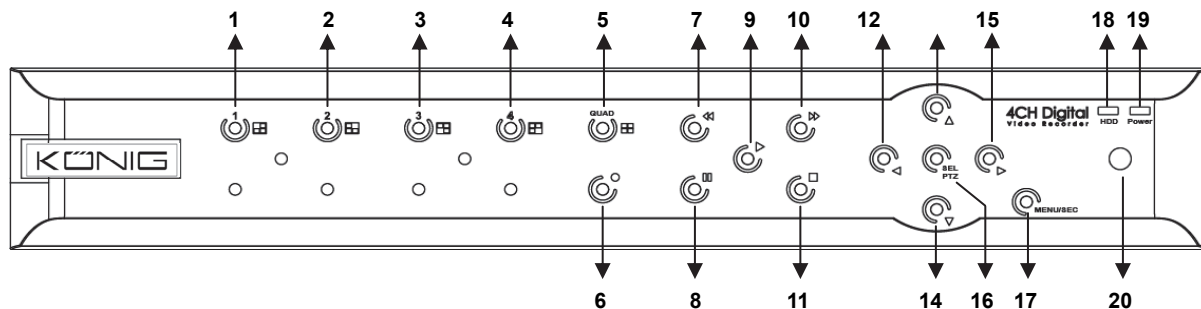 1 2 3 4 5 7 9 10 12 15 18 19
1 2 3 4 QUAD 4CH Digital
Video Recorder
HDD Power
KÖNIG
SEL
PTZ
MENU/SEC
6 8 11 14 16 17 20